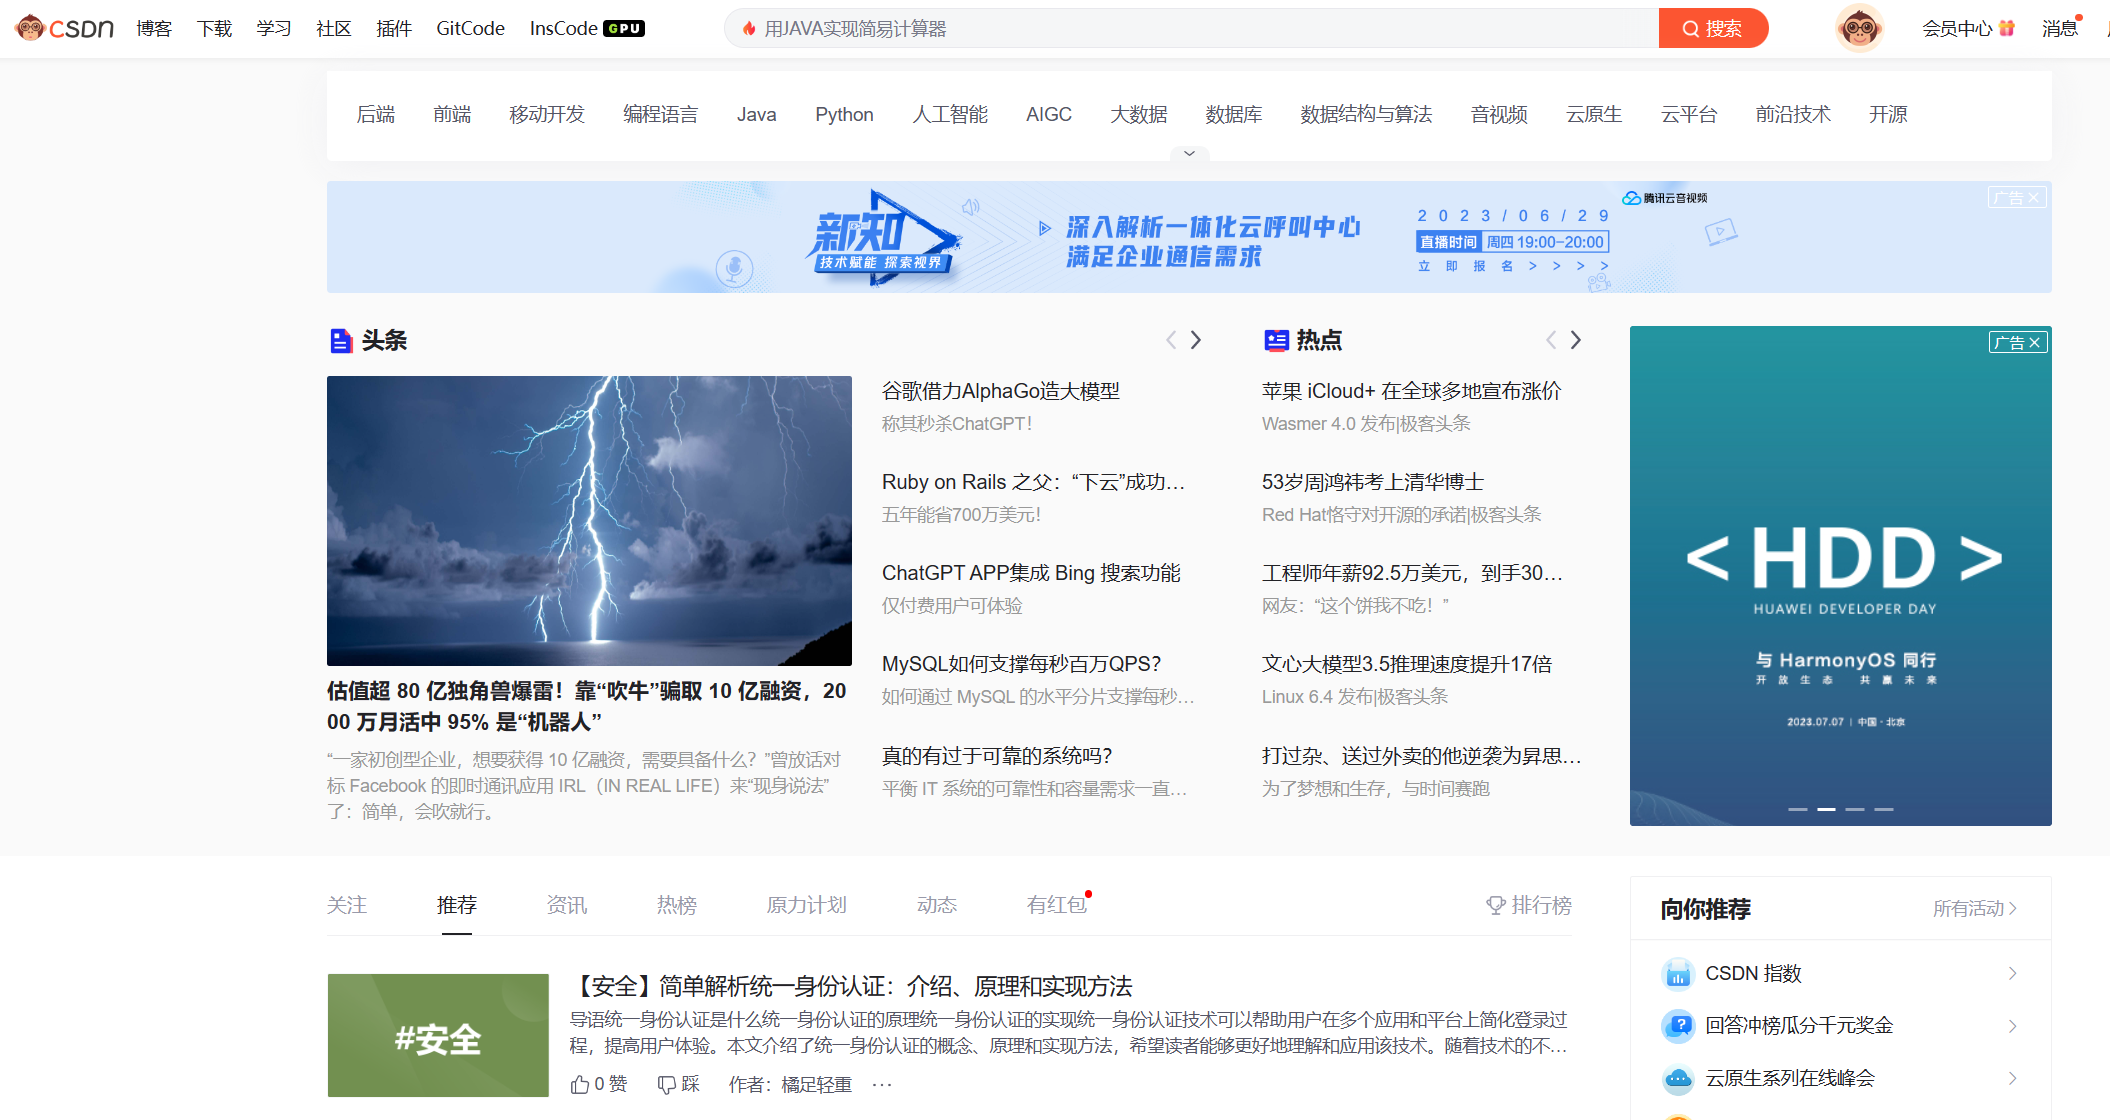 CSDN 博客 下载 学习 社区 插件 GitCode InsCode GPU 用JAVA实现简易计算器 搜索 会员中心 消息
后端 前端 移动开发 编程语言 Java Python 人工智能 AIGC 大数据 数据库 数据结构与算法 音视频 云原生 云平台 前沿技术 开源
新知
技术赋能 探索视界
深入解析一体化云呼叫中心
满足企业通信需求
2023/06/29
直播时间 周四 19:00-20:00
立即报名>>>>
腾讯云音视频
广告
头条
估值超 80 亿独角兽爆雷！靠“吹牛”骗取 10 亿融资，20
00 万月活中 95% 是“机器人”
“一家初创型企业，想要获得 10 亿融资，需要具备什么？”曾放话对
标 Facebook 的即时通讯应用 IRL（IN REAL LIFE）来“现身说法”
了：简单，会吹就行。
谷歌借力AlphaGo造大模型
称其秒杀ChatGPT！
Ruby on Rails 之父：“下云”成功…
五年能省700万美元！
ChatGPT APP集成 Bing 搜索功能
仅付费用户可体验
MySQL如何支撑每秒百万QPS？
如何通过 MySQL 的水平分片支撑每秒…
真的有过于可靠的系统吗？
平衡 IT 系统的可靠性和容量需求一直…
热点
苹果 iCloud+ 在全球多地宣布涨价
Wasmer 4.0 发布|极客头条
53岁周鸿祎考上清华博士
Red Hat恪守对开源的承诺|极客头条
工程师年薪92.5万美元，到手30…
网友：“这个饼我不吃！”
文心大模型3.5推理速度提升17倍
Linux 6.4 发布|极客头条
打过杂、送过外卖的他逆袭为昇思…
为了梦想和生存，与时间赛跑
广告
<HDD>
HUAWEI DEVELOPER DAY
与 HarmonyOS 同行
开放生态 共赢未来
2023.07.07 | 中国 · 北京
关注 推荐 资讯 热榜 原力计划 动态 有红包 排行榜
#安全
【安全】简单解析统一身份认证：介绍、原理和实现方法
导语统一身份认证是什么统一身份认证的原理统一身份认证的实现统一身份认证技术可以帮助用户在多个应用和平台上简化登录过
程，提高用户体验。本文介绍了统一身份认证的概念、原理和实现方法，希望读者能够更好地理解和应用该技术。随着技术的不…
0 赞 踩 作者：橘足轻重 ···
向你推荐 所有活动
CSDN 指数
回答冲榜瓜分千元奖金
云原生系列在线峰会